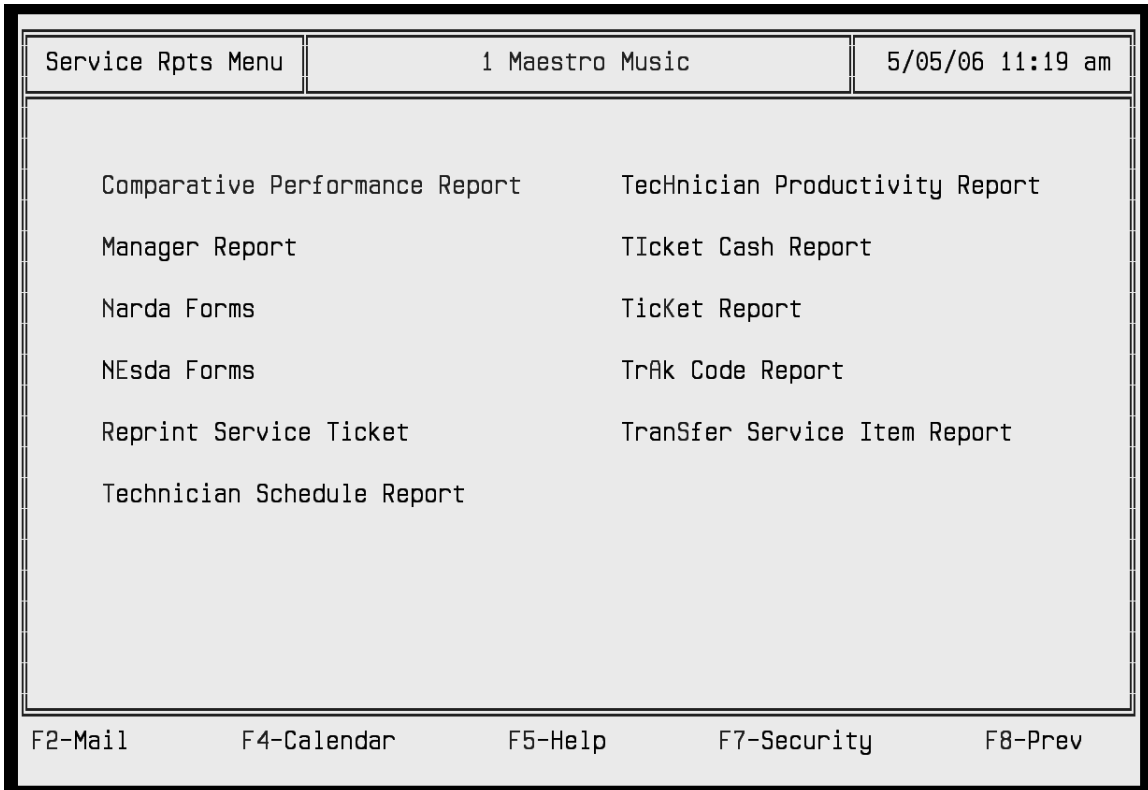 Service Rpts Menu 1 Maestro Music 5/05/06 11:19 am
Comparative Performance Report TecHnician Productivity Report
Manager Report TIcket Cash Report
Narda Forms TicKet Report
NEsda Forms TrAk Code Report
Reprint Service Ticket TranSfer Service Item Report
Technician Schedule Report
F2-Mail F4-Calendar F5-Help F7-Security F8-Prev